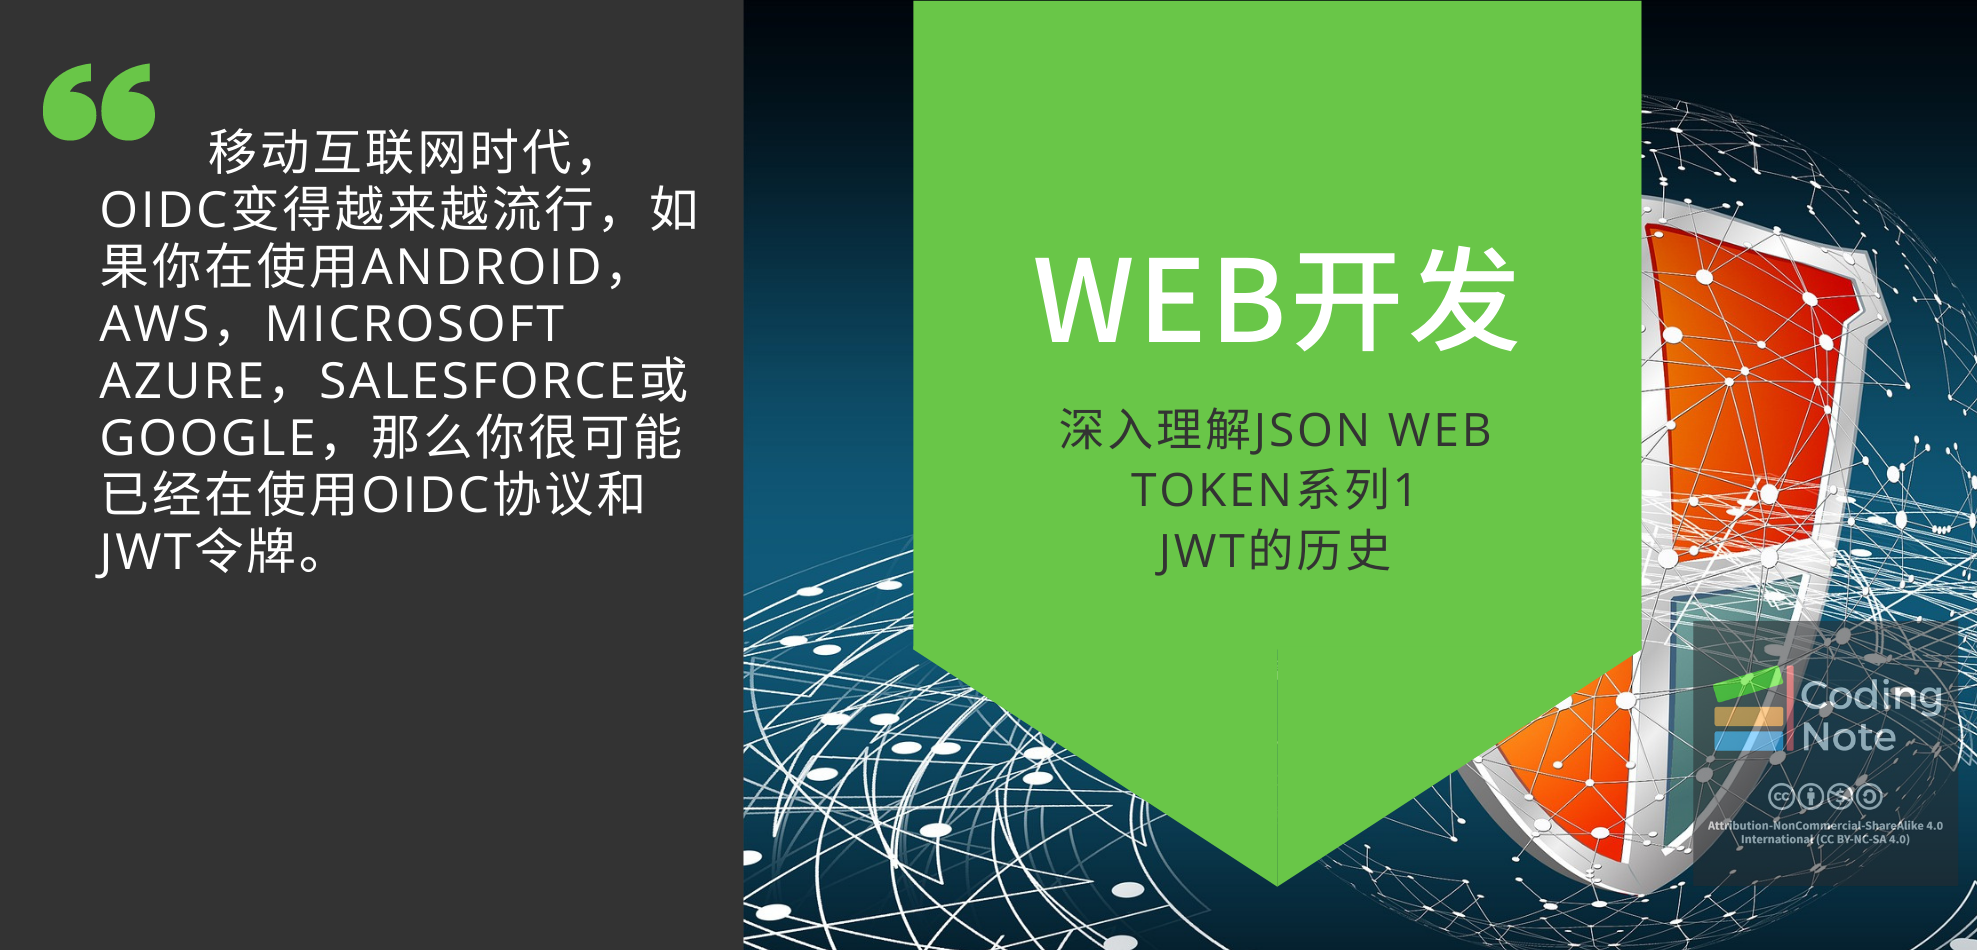 移动互联网时代，
OIDC变得越来越流行，如
果你在使用ANDROID，
AWS，MICROSOFT
AZURE，SALESFORCE或
GOOGLE，那么你很可能
已经在使用OIDC协议和
JWT令牌。
WEB开发
深入理解JSON WEB
TOKEN系列1
JWT的历史
Coding
Note
cc
Attribution-NonCommercial-ShareAlike 4.0
International (CC BY-NC-SA 4.0)